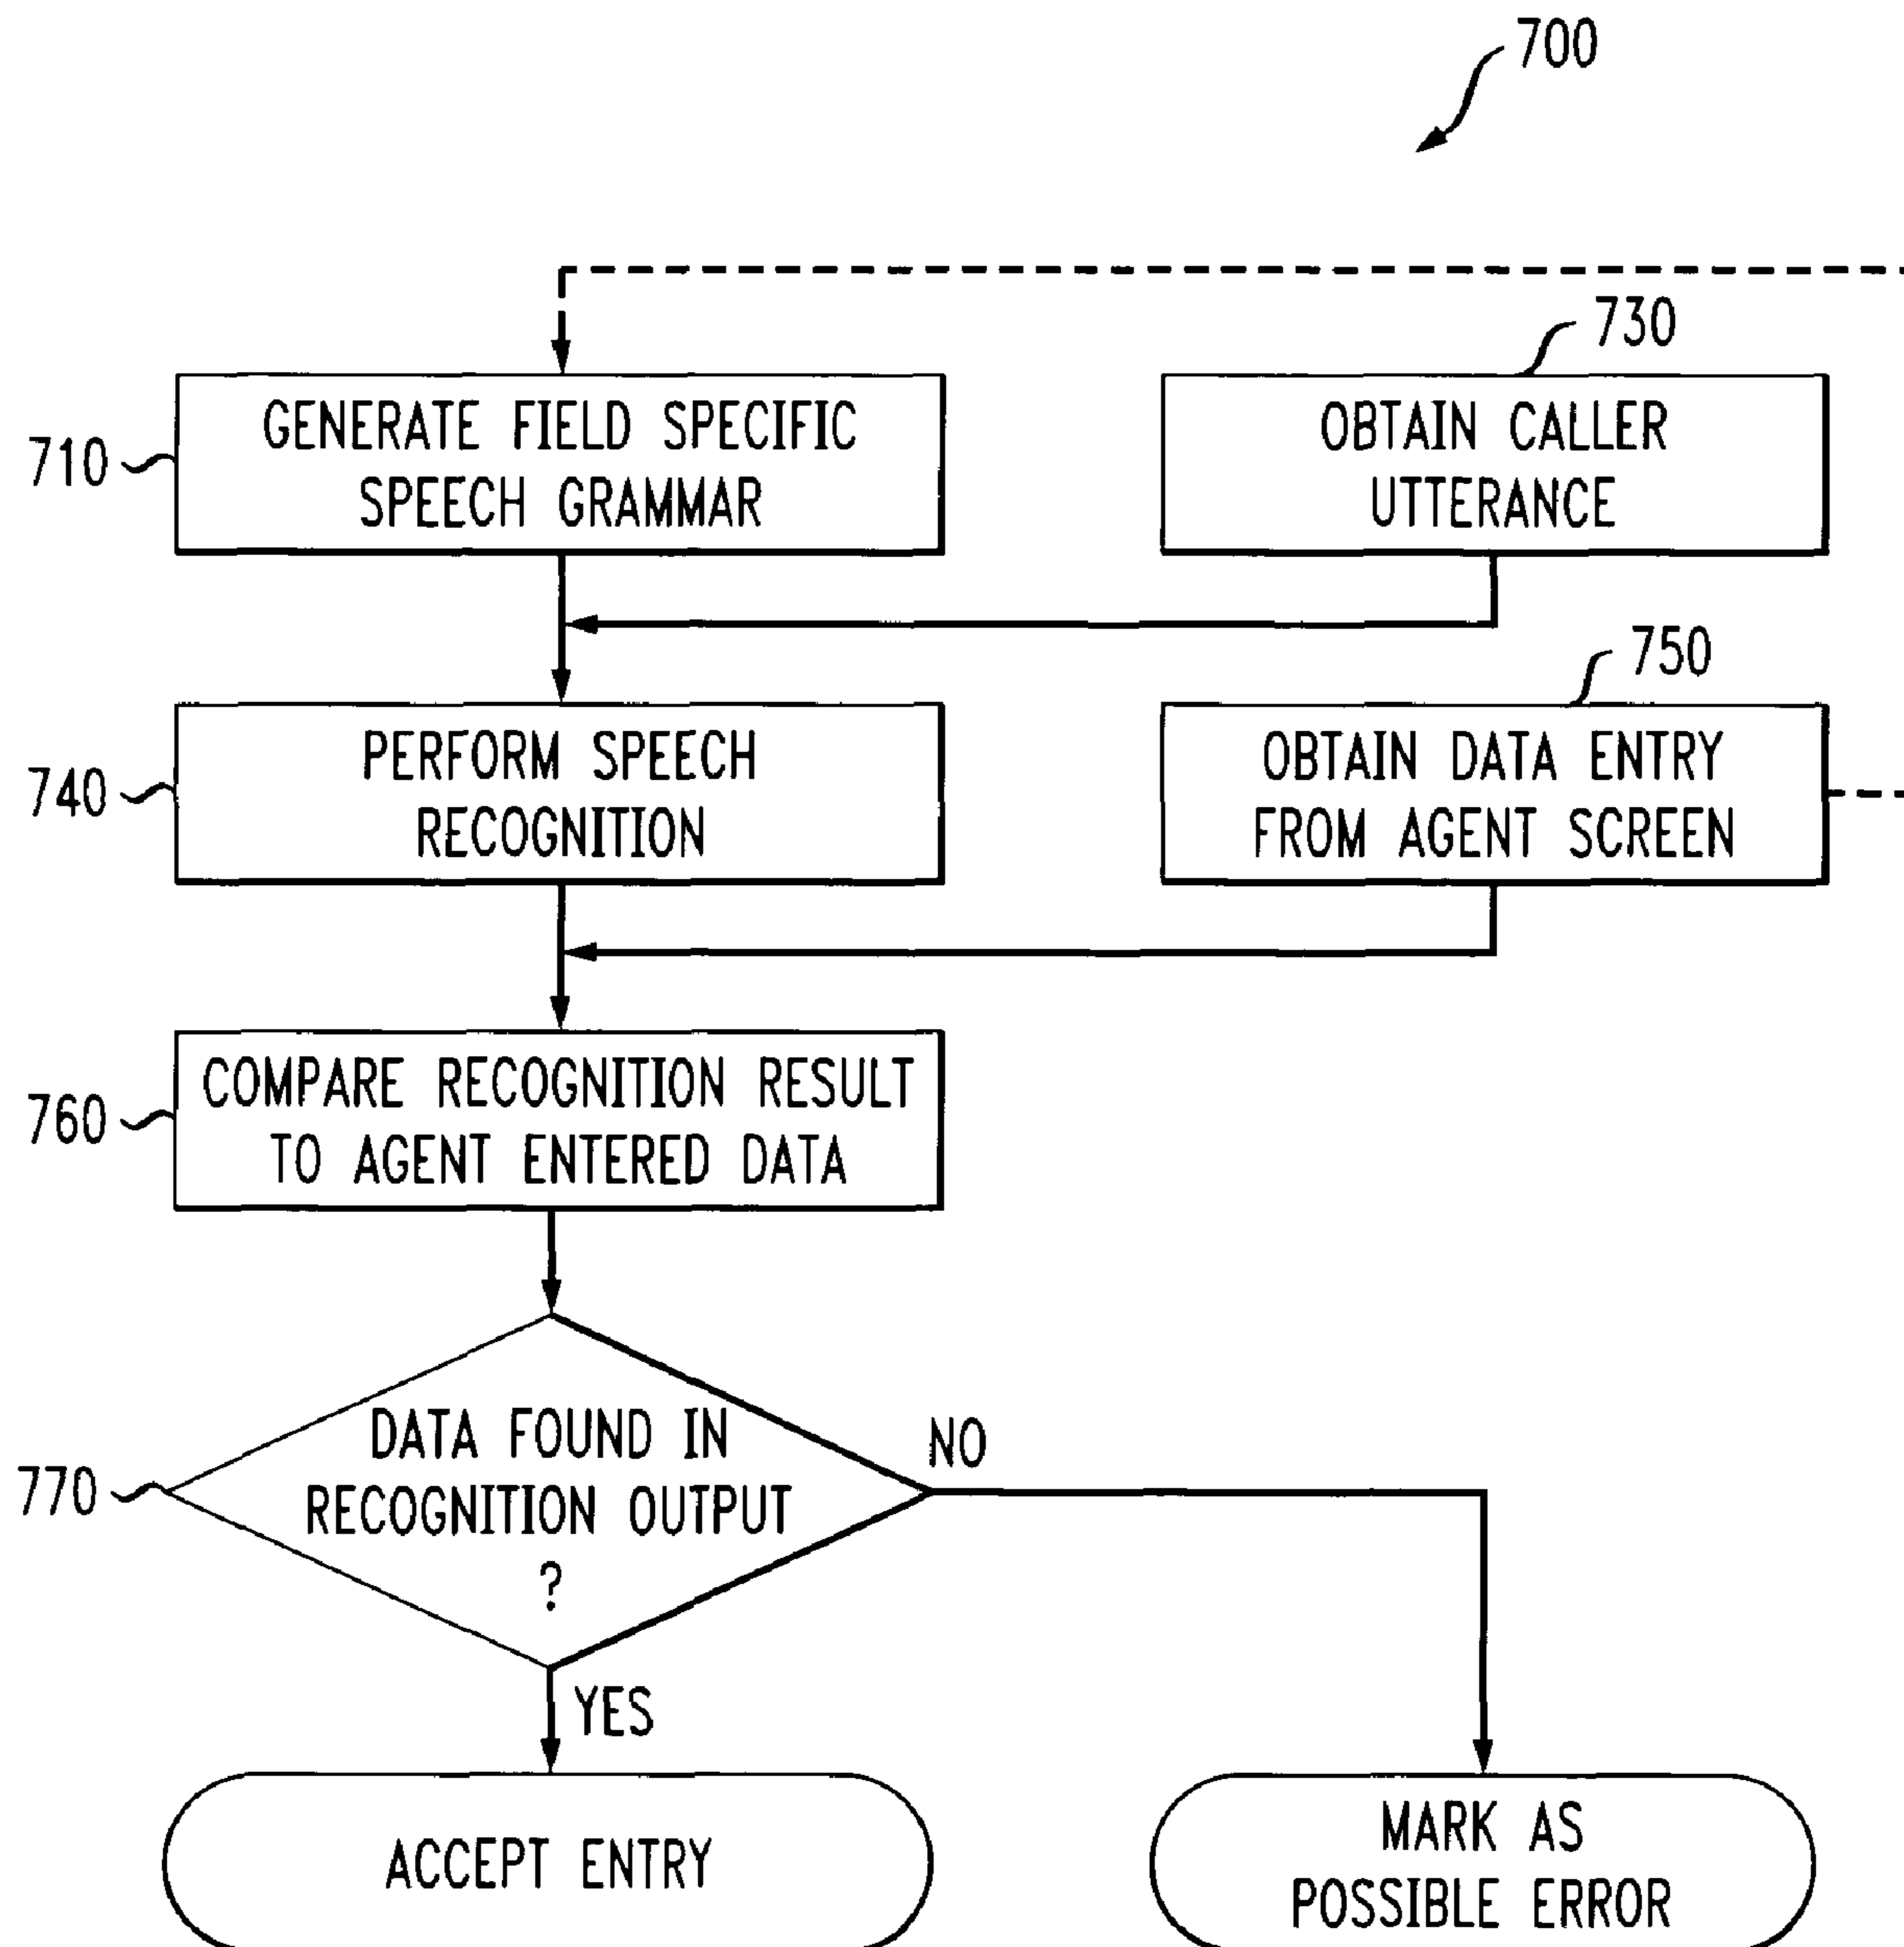 700
730
710
GENERATE FIELD SPECIFIC
SPEECH GRAMMAR
OBTAIN CALLER
UTTERANCE
750
740
PERFORM SPEECH
RECOGNITION
OBTAIN DATA ENTRY
FROM AGENT SCREEN
760
COMPARE RECOGNITION RESULT
TO AGENT ENTERED DATA
770
DATA FOUND IN
RECOGNITION OUTPUT
?
NO
YES
ACCEPT ENTRY
MARK AS
POSSIBLE ERROR